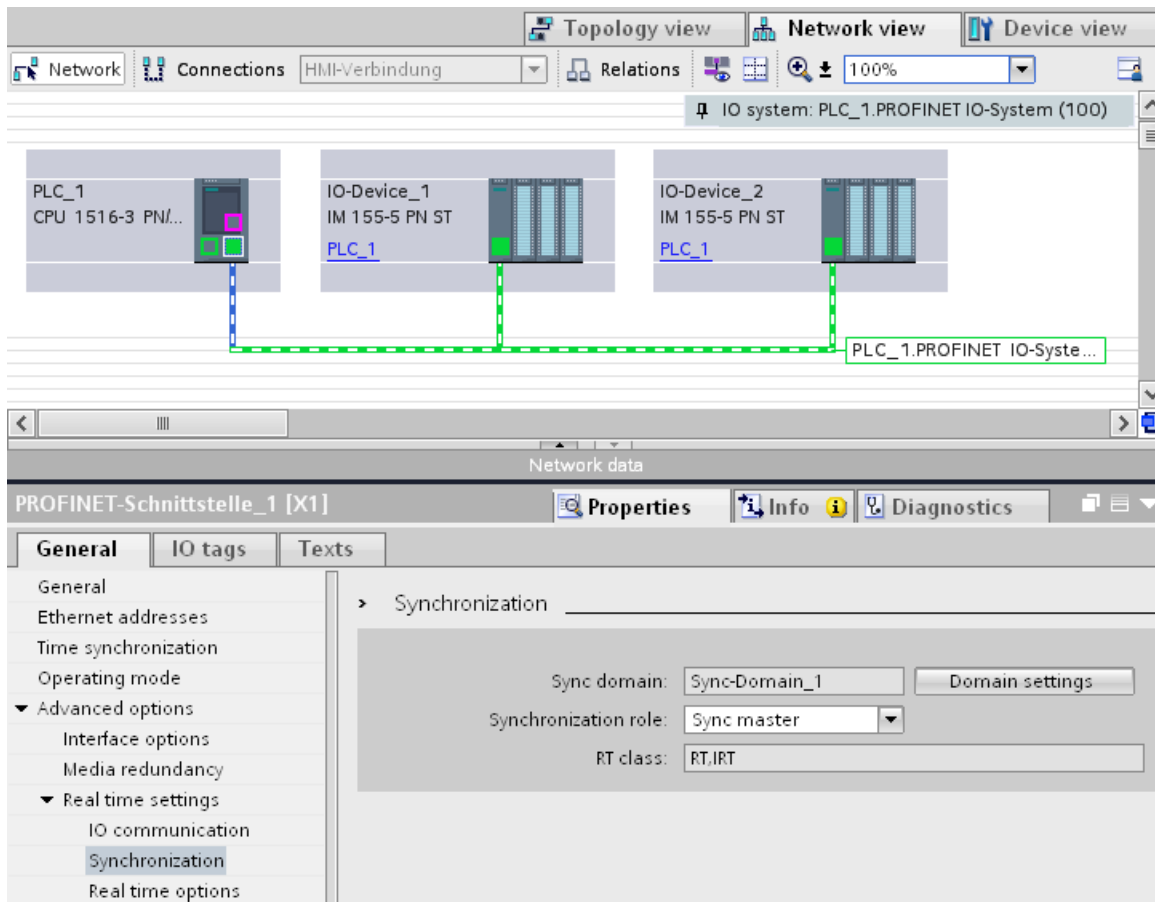 Topology view Network view Device view
Network Connections HMI-Verbindung Relations 100%
IO system: PLC_1.PROFINET IO-System (100)
PLC_1
CPU 1516-3 PN/...
IO-Device_1
IM 155-5 PN ST
PLC_1
IO-Device_2
IM 155-5 PN ST
PLC_1
PLC_1.PROFINET IO-Syste...
Network data
PROFINET-Schnittstelle_1 [X1] Properties Info Diagnostics
General IO tags Texts
General
Ethernet addresses
Time synchronization
Operating mode
Advanced options
Interface options
Media redundancy
Real time settings
IO communication
Synchronization
Real time options
Synchronization
Sync domain: Sync-Domain_1 Domain settings
Synchronization role: Sync master
RT class: RT,IRT